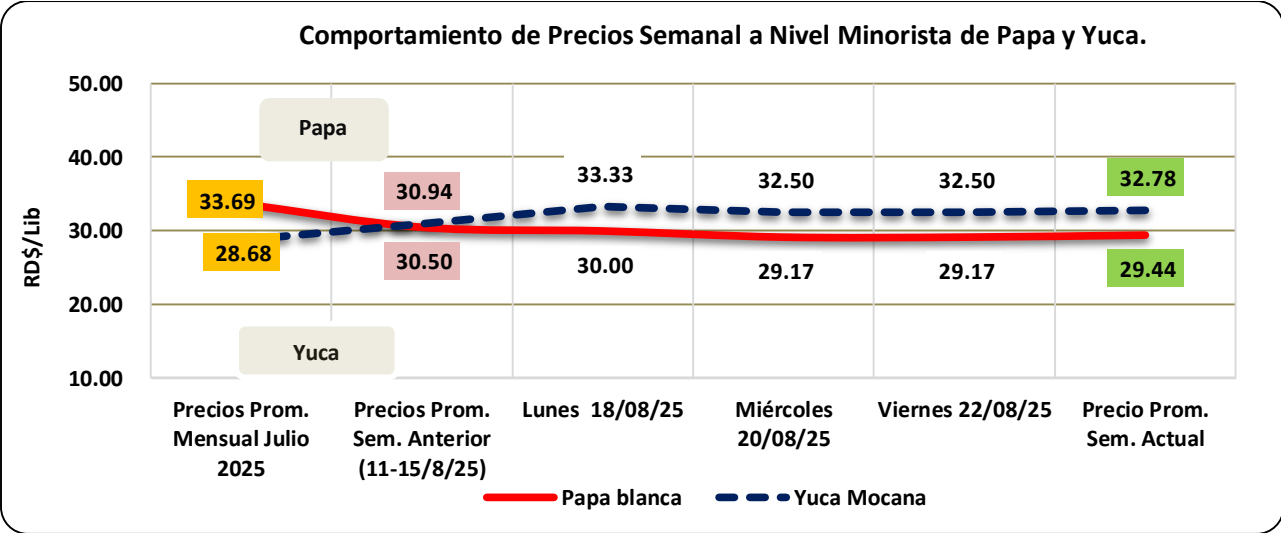 Comportamiento de Precios Semanal a Nivel Minorista de Papa y Yuca.
RD$/Lib
50.00
40.00
30.00
20.00
10.00
Papa
Yuca
33.69
28.68
30.94
30.50
33.33
30.00
32.50
29.17
32.50
29.17
32.78
29.44
Precios Prom.
Mensual Julio
2025
Precios Prom.
Sem. Anterior
(11-15/8/25)
Lunes 18/08/25
Miércoles
20/08/25
Viernes 22/08/25
Precio Prom.
Sem. Actual
Papa blanca
Yuca Mocana